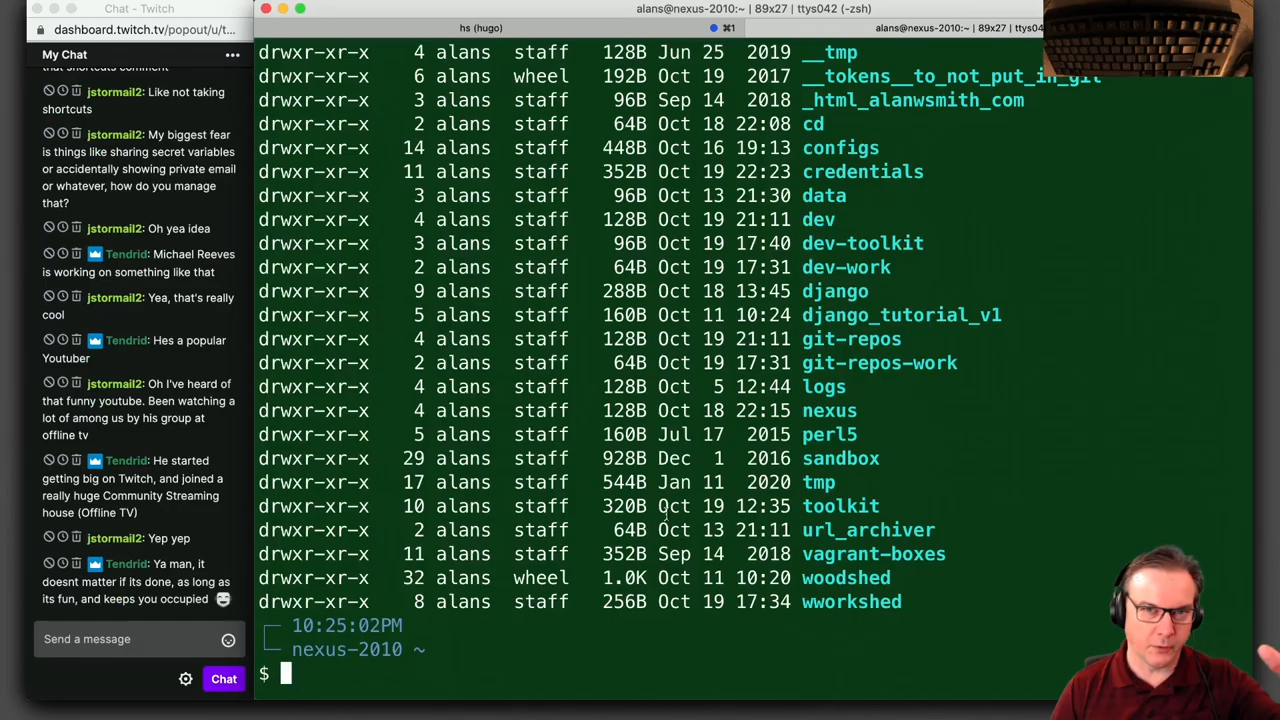 Chat - Twitch
dashboard.twitch.tv/popout/u/t...
My Chat
that shortcuts comment
jstormail2: Like not taking
shortcuts
jstormail2: My biggest fear
is things like sharing secret variables
or accidentally showing private email
or whatever, how do you manage
that?
jstormail2: Oh yea idea
Tendrid: Michael Reeves
is working on something like that
jstormail2: Yea, that's really
cool
Tendrid: Hes a popular
Youtuber
jstormail2: Oh I've heard of
that funny youtube. Been watching a
lot of among us by his group at
offline tv
Tendrid: He started
getting big on Twitch, and joined a
really huge Community Streaming
house (Offline TV)
jstormail2: Yep yep
Tendrid: Ya man, it
doesnt matter if its done, as long as
its fun, and keeps you occupied
Send a message
Chat
alans@nexus-2010:~ | 89x27 | ttys042 (-zsh)
hs (hugo)
⌘1
alans@nexus-2010:~ | 89x27 | ttys04
drwxr-xr-x 4 alans staff 128B Jun 25 2019 __tmp
drwxr-xr-x 6 alans wheel 192B Oct 19 2017 __tokens__to_not_put_in_git
drwxr-xr-x 3 alans staff 96B Sep 14 2018 _html_alanwsmith_com
drwxr-xr-x 2 alans staff 64B Oct 18 22:08 cd
drwxr-xr-x 14 alans staff 448B Oct 16 19:13 configs
drwxr-xr-x 11 alans staff 352B Oct 19 22:23 credentials
drwxr-xr-x 3 alans staff 96B Oct 13 21:30 data
drwxr-xr-x 4 alans staff 128B Oct 19 21:11 dev
drwxr-xr-x 3 alans staff 96B Oct 19 17:40 dev-toolkit
drwxr-xr-x 2 alans staff 64B Oct 19 17:31 dev-work
drwxr-xr-x 9 alans staff 288B Oct 18 13:45 django
drwxr-xr-x 5 alans staff 160B Oct 11 10:24 django_tutorial_v1
drwxr-xr-x 4 alans staff 128B Oct 19 21:11 git-repos
drwxr-xr-x 2 alans staff 64B Oct 19 17:31 git-repos-work
drwxr-xr-x 4 alans staff 128B Oct 5 12:44 logs
drwxr-xr-x 4 alans staff 128B Oct 18 22:15 nexus
drwxr-xr-x 5 alans staff 160B Jul 17 2015 perl5
drwxr-xr-x 29 alans staff 928B Dec 1 2016 sandbox
drwxr-xr-x 17 alans staff 544B Jan 11 2020 tmp
drwxr-xr-x 10 alans staff 320B Oct 19 12:35 toolkit
drwxr-xr-x 2 alans staff 64B Oct 13 21:11 url_archiver
drwxr-xr-x 11 alans staff 352B Sep 14 2018 vagrant-boxes
drwxr-xr-x 32 alans wheel 1.0K Oct 11 10:20 woodshed
drwxr-xr-x 8 alans staff 256B Oct 19 17:34 wworkshed
10:25:02PM
nexus-2010 ~
$